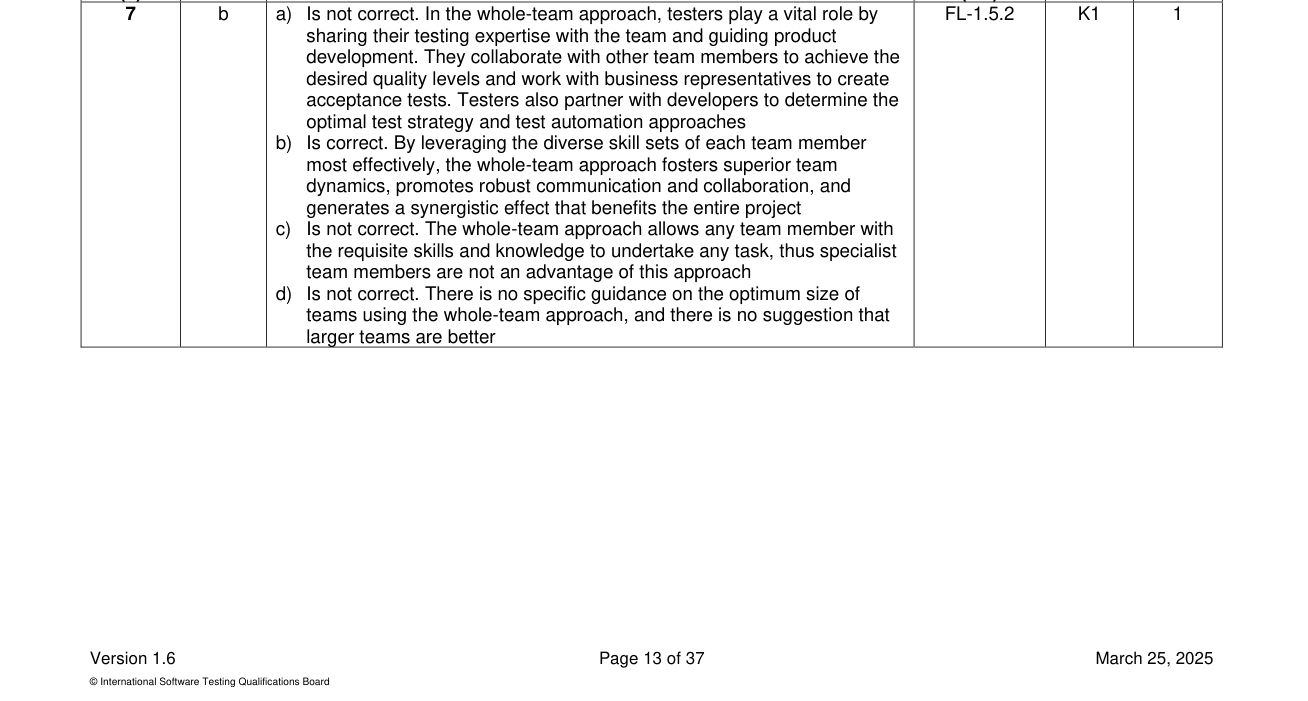 7 b a) Is not correct. In the whole-team approach, testers play a vital role by FL-1.5.2 K1 1
sharing their testing expertise with the team and guiding product
development. They collaborate with other team members to achieve the
desired quality levels and work with business representatives to create
acceptance tests. Testers also partner with developers to determine the
optimal test strategy and test automation approaches
b) Is correct. By leveraging the diverse skill sets of each team member
most effectively, the whole-team approach fosters superior team
dynamics, promotes robust communication and collaboration, and
generates a synergistic effect that benefits the entire project
c) Is not correct. The whole-team approach allows any team member with
the requisite skills and knowledge to undertake any task, thus specialist
team members are not an advantage of this approach
d) Is not correct. There is no specific guidance on the optimum size of
teams using the whole-team approach, and there is no suggestion that
larger teams are better
Version 1.6 Page 13 of 37 March 25, 2025
© International Software Testing Qualifications Board